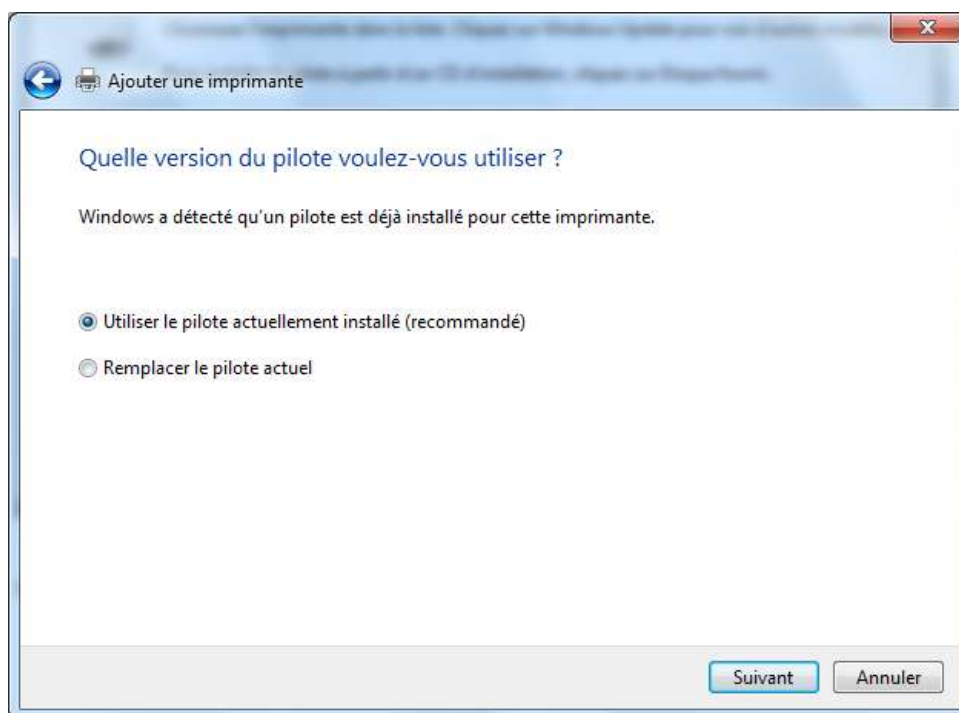 Ajouter une imprimante
Quelle version du pilote voulez-vous utiliser ?
Windows a détecté qu'un pilote est déjà installé pour cette imprimante.
Utiliser le pilote actuellement installé (recommandé)
Remplacer le pilote actuel
Suivant
Annuler